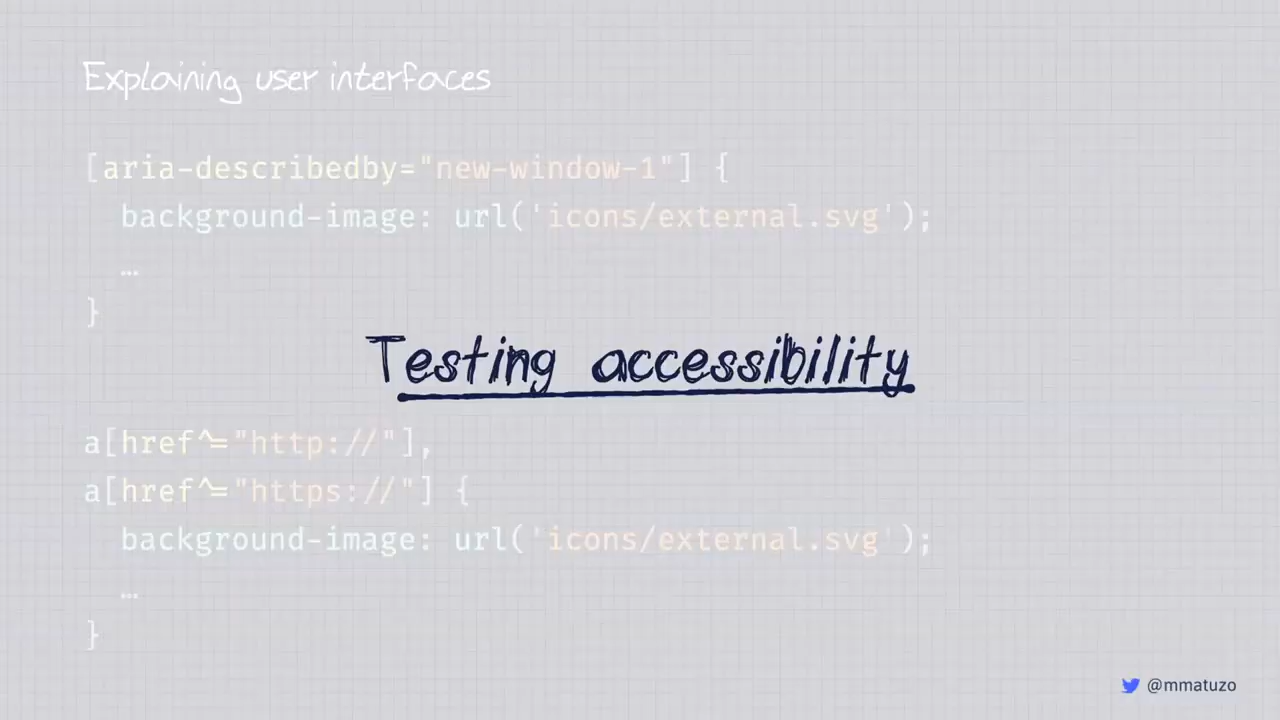 Explaining user interfaces
[aria-describedby="new-window-1"] {
background-image: url('icons/external.svg');
…
}
Testing accessibility
a[href^="http://"],
a[href^="https://"] {
background-image: url('icons/external.svg');
…
}
@mmatuzo